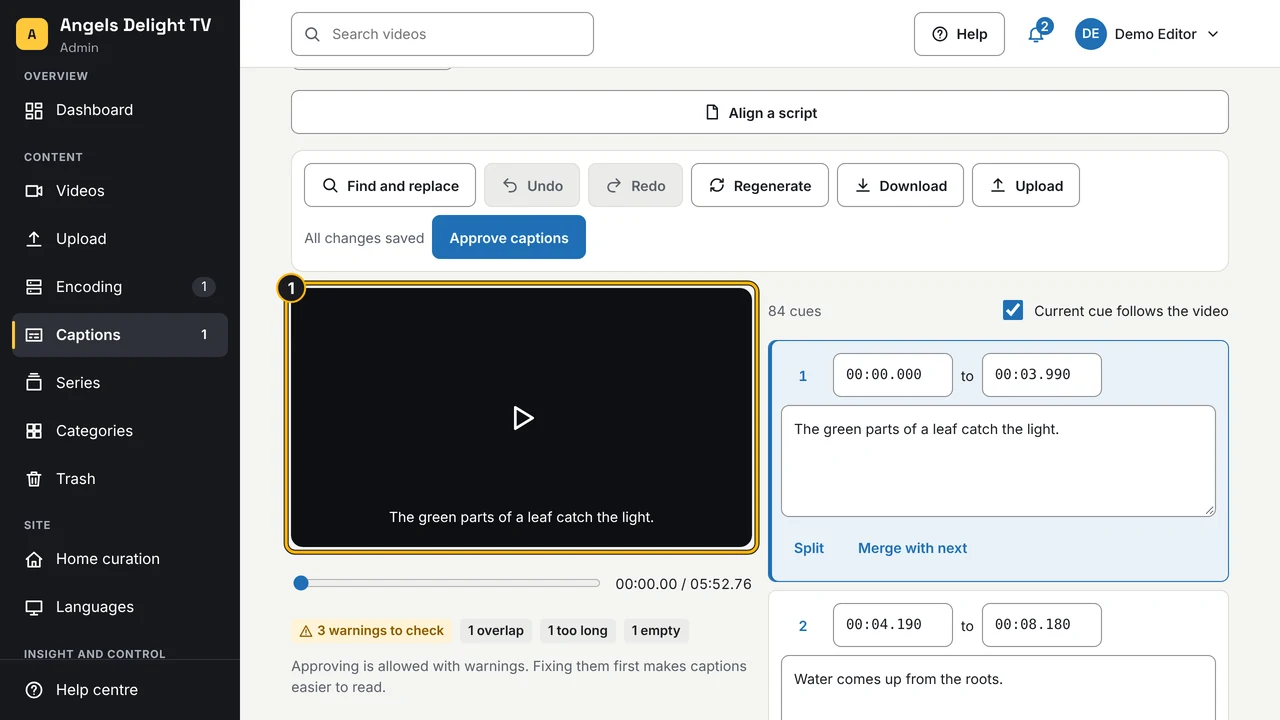 A
Angels Delight TV
Admin
OVERVIEW
Dashboard
CONTENT
Videos
Upload
Encoding 1
Captions 1
Series
Categories
Trash
SITE
Home curation
Languages
INSIGHT AND CONTROL
Help centre
Search videos
Help
2
DE Demo Editor
Align a script
Find and replace Undo Redo Regenerate Download Upload
All changes saved Approve captions
1
The green parts of a leaf catch the light.
00:00.00 / 05:52.76
3 warnings to check 1 overlap 1 too long 1 empty
Approving is allowed with warnings. Fixing them first makes captions
easier to read.
84 cues Current cue follows the video
1 00:00.000 to 00:03.990
The green parts of a leaf catch the light.
Split Merge with next
2 00:04.190 to 00:08.180
Water comes up from the roots.